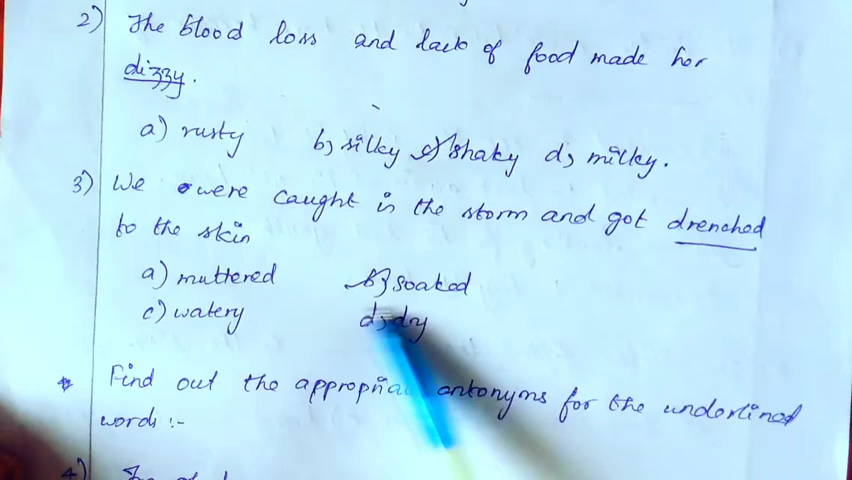 2) The blood loss and lack of food made her
dizzy.
a) rusty b) silky c) shaky d) milky.
3) We were caught in the storm and got drenched
to the skin
a) muttered b) soaked
c) watery d) dry
* Find out the appropria antonyms for the underlined
words :-
4)